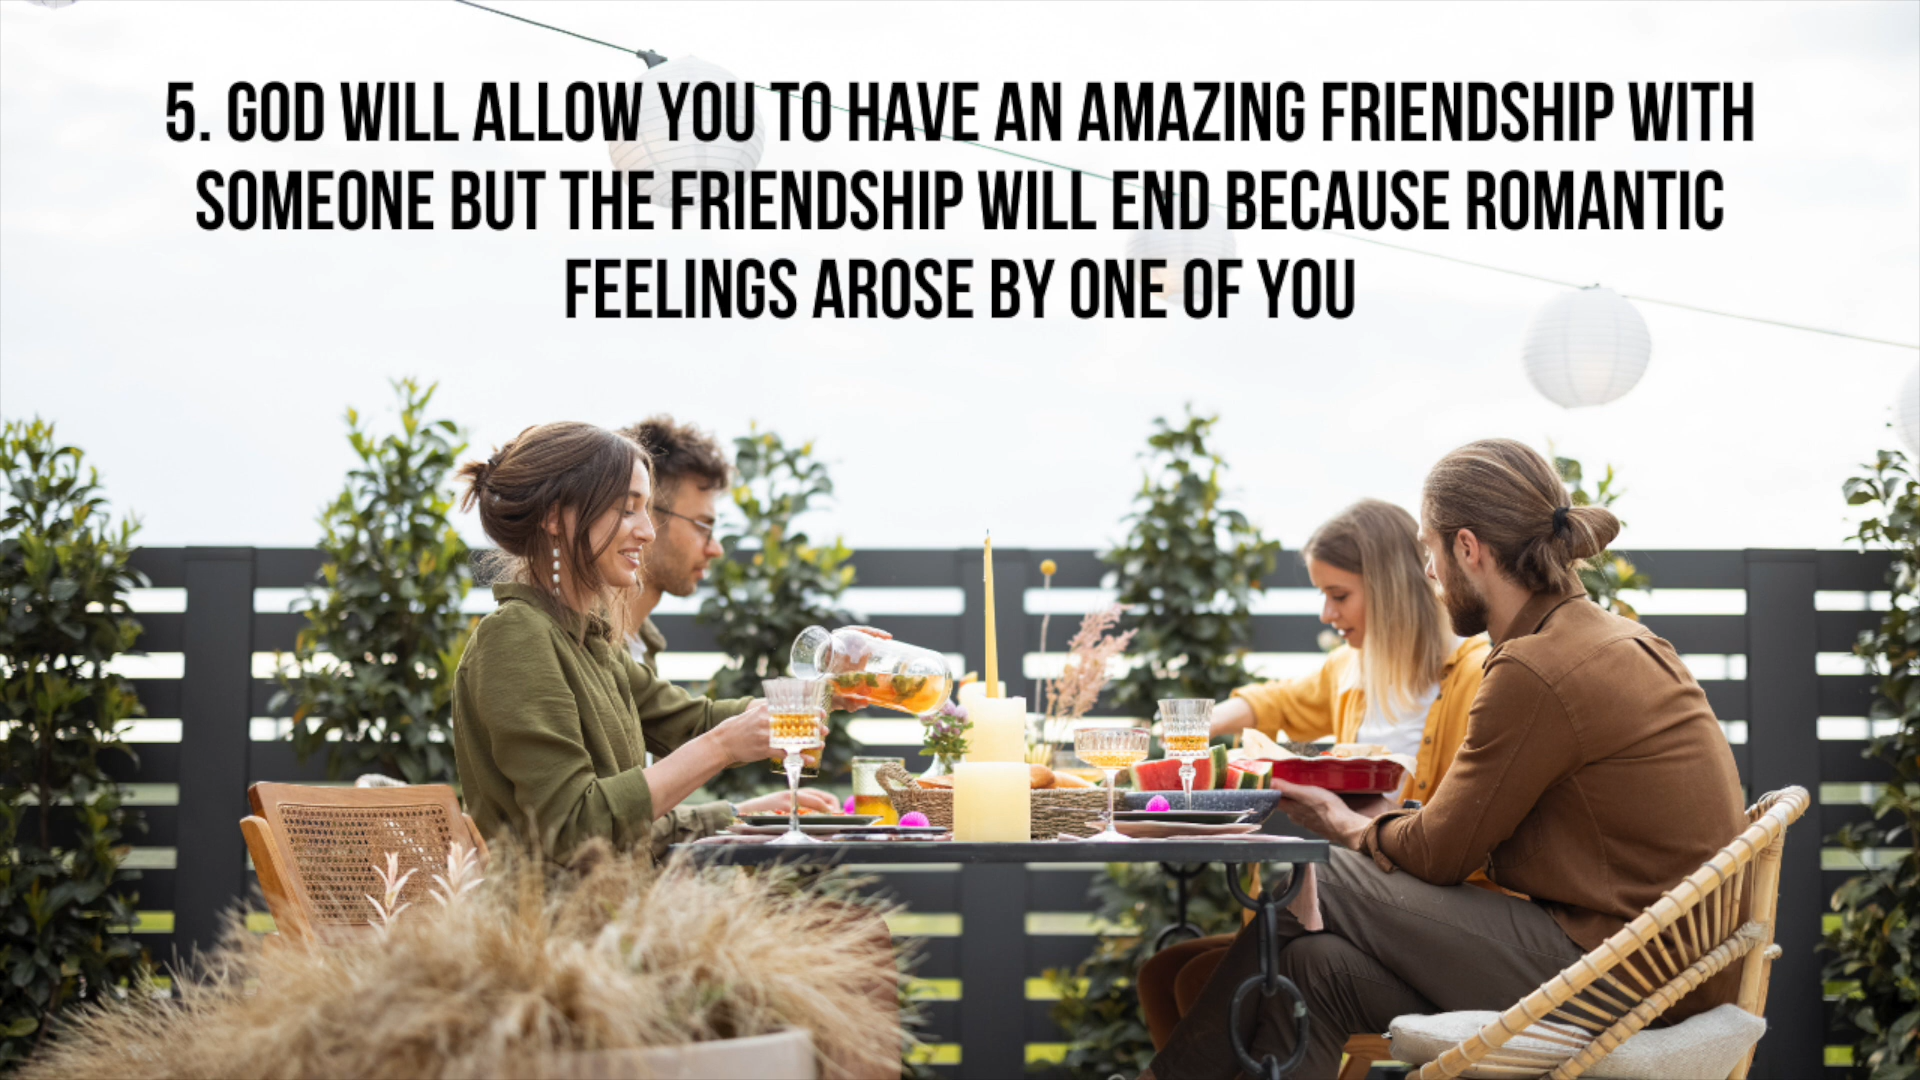 5. GOD WILL ALLOW YOU TO HAVE AN AMAZING FRIENDSHIP WITH
SOMEONE BUT THE FRIENDSHIP WILL END BECAUSE ROMANTIC
FEELINGS AROSE BY ONE OF YOU